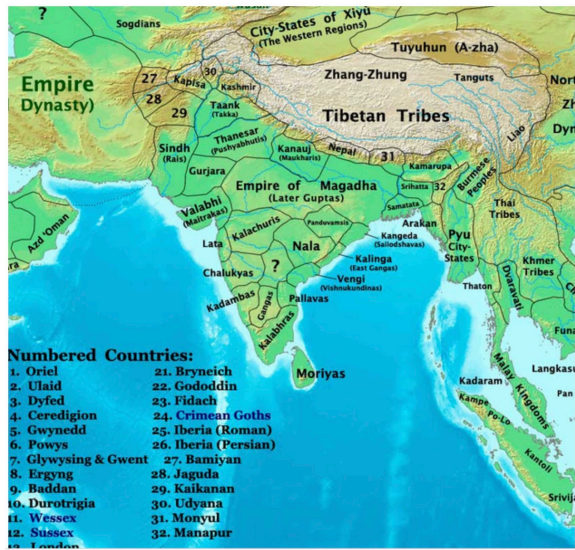 ?
Sogdians
City-States of Xiyü
(The Western Regions)
Tuyuhun (A-zha)
Empire
Dynasty)
27
Kapisa
30
Kashmir
28
29
Taank
(Takka)
Zhang-Zhung
Tanguts
Tibetan Tribes
Liao
Sindh
(Rais)
Thanesar
(Pushyabhutis)
Kanauj
(Maukharis)
Nepal
31
Gurjara
Kamarupa
Empire of Magadha
(Later Guptas)
Srihatta
32
Burmese
Peoples
Samatata
Valabhi
(Maitrakas)
Azd 'Oman
Kalachuris
Panduvamsis
Arakan
Thai
Tribes
Lata
Nala
Kangeda
(Sailodshavas)
Pyu
City-
States
?
Kalinga
(East Gangas)
Khmer
Tribes
Chalukyas
Vengi
(Vishnukundinas)
Thaton
Dvaravati
Kadambas
Gangas
Pallavas
Kalabhras
Moriyas
Malay Kingdoms
Kadaram
Kampe
Po-Lo
Kantoli
Pan
Numbered Countries:
1. Oriel
2. Ulaid
3. Dyfed
4. Ceredigion
5. Gwynedd
6. Powys
7. Glywysing & Gwent
8. Ergyng
9. Baddan
10. Durotrigia
11. Wessex
12. Sussex
21. Bryneich
22. Gododdin
23. Fidach
24. Crimean Goths
25. Iberia (Roman)
26. Iberia (Persian)
27. Bamiyan
28. Jaguda
29. Kaikanan
30. Udyana
31. Monyul
32. Manapur